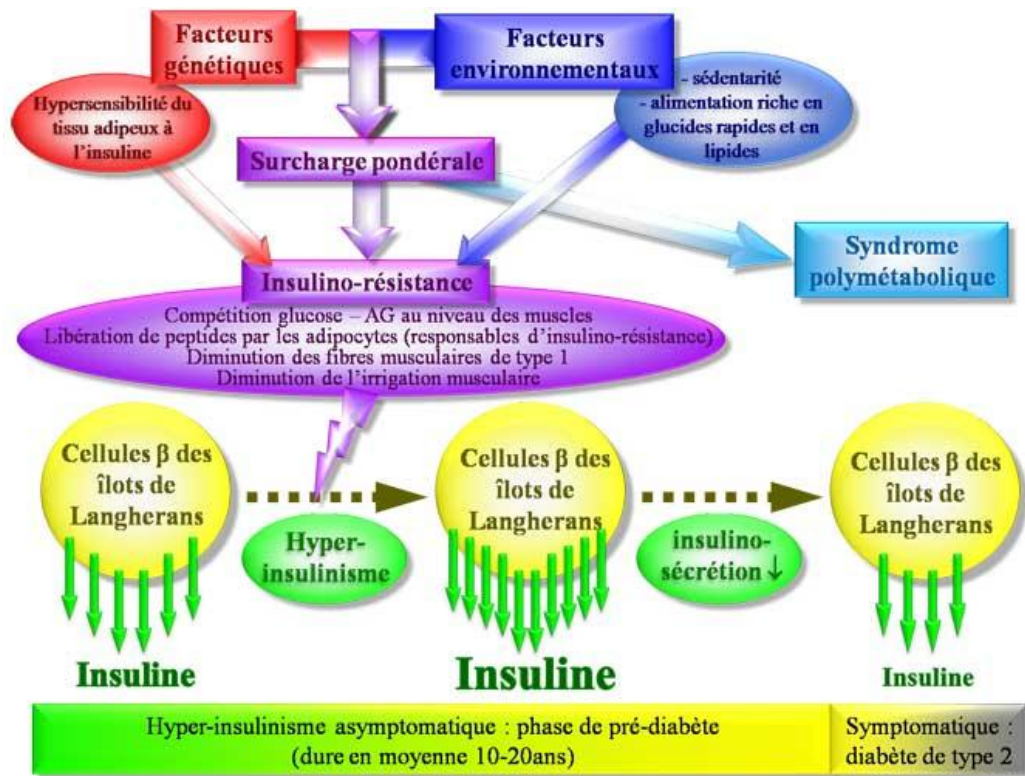 Facteurs
génétiques
Facteurs
environnementaux
Hypersensibilité du
tissu adipeux à
l'insuline
- sédentarité
- alimentation riche en
glucides rapides et en
lipides
Surcharge pondérale
Syndrome
polymétabolique
Insulino-résistance
Compétition glucose – AG au niveau des muscles
Libération de peptides par les adipocytes (responsables d'insulino-résistance)
Diminution des fibres musculaires de type 1
Diminution de l'irrigation musculaire
Cellules β des
îlots de
Langherans
Hyper-
insulinisme
Cellules β des
îlots de
Langherans
insulino-
sécrétion ↓
Cellules β des
îlots de
Langherans
Insuline
Insuline
Insuline
Hyper-insulinisme asymptomatique : phase de pré-diabète
(dure en moyenne 10-20ans)
Symptomatique :
diabète de type 2